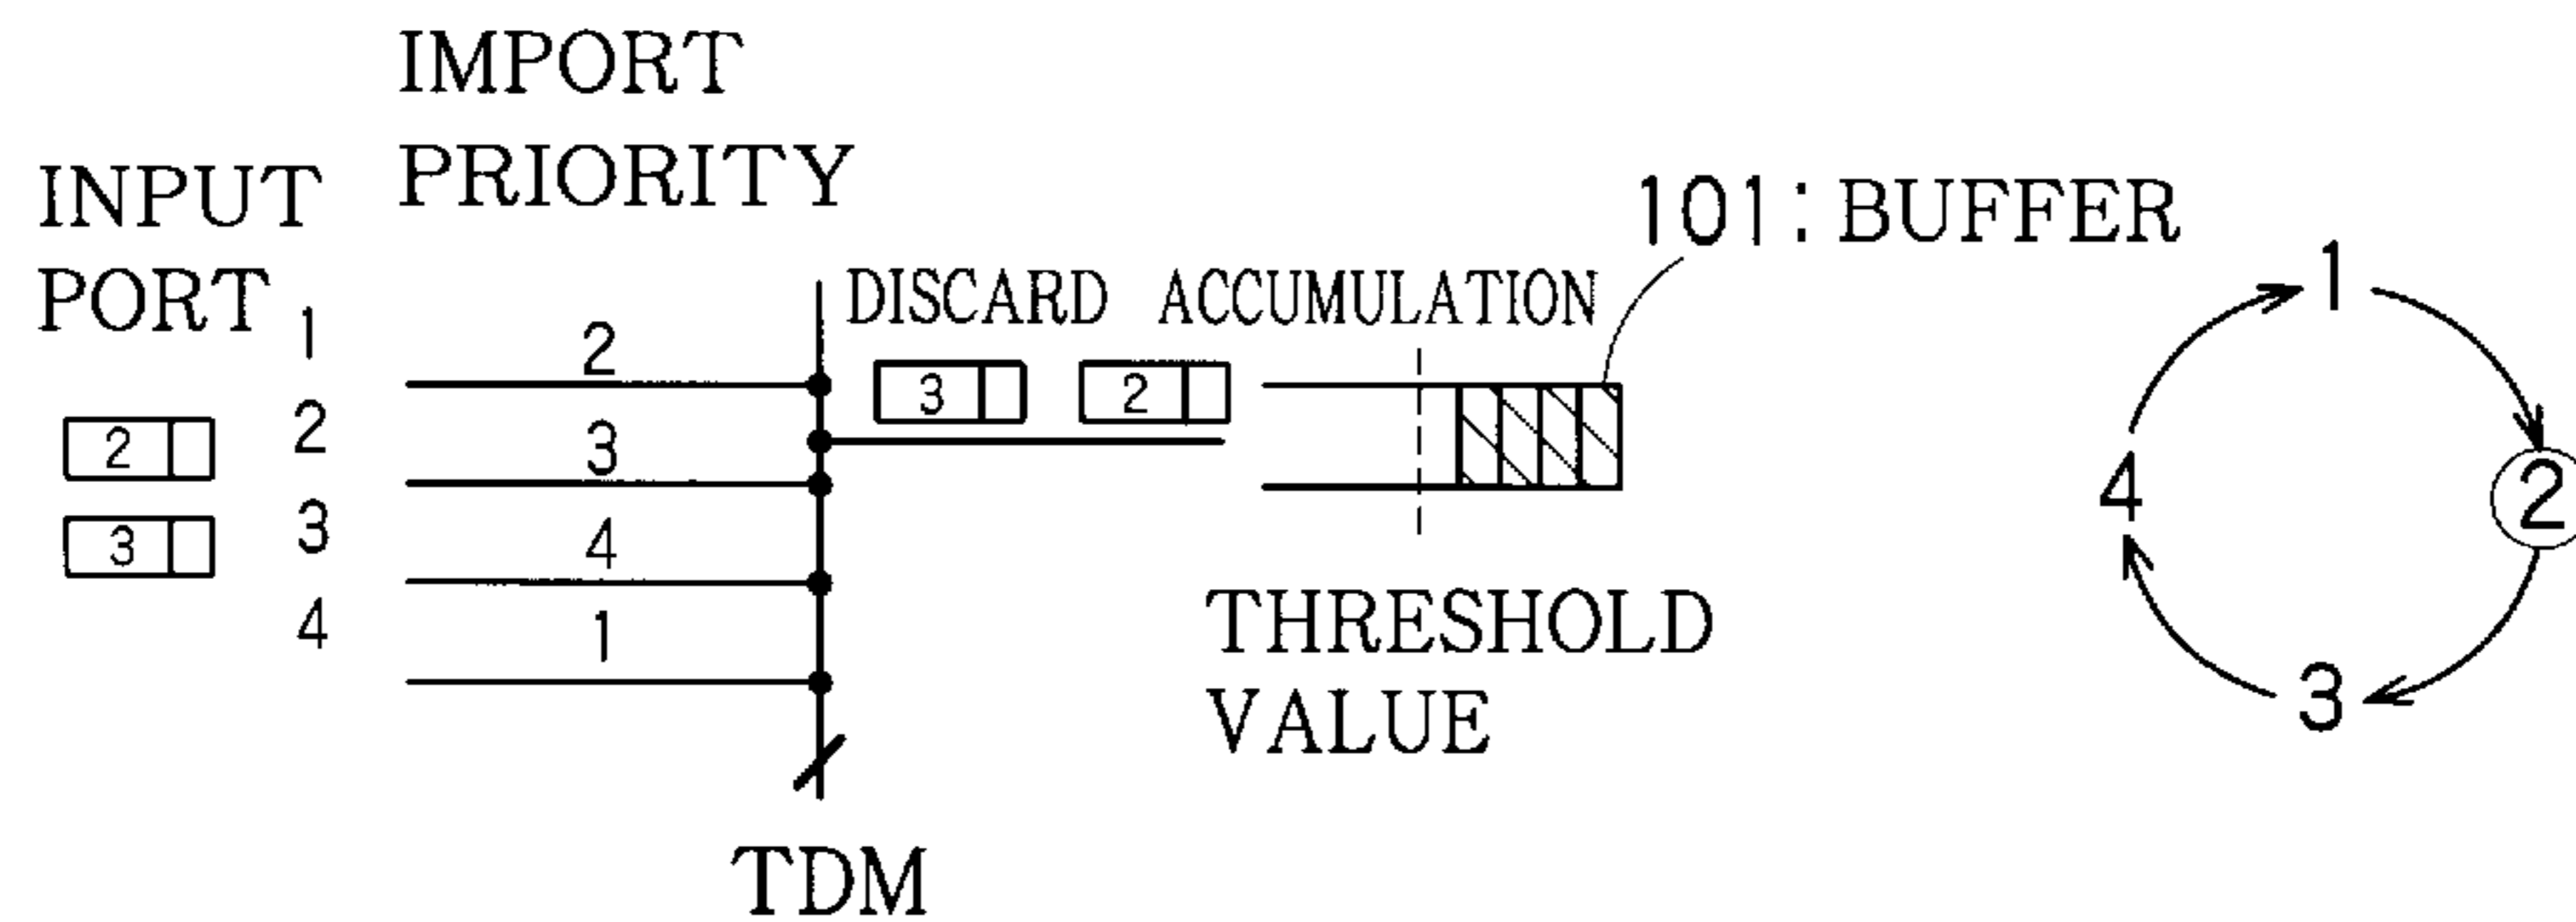 IMPORT
PRIORITY
INPUT
PORT
101: BUFFER
DISCARD ACCUMULATION
1 2
2 3
3 4
4 1
2
3
3 2
THRESHOLD
VALUE
TDM
1
2
3
4